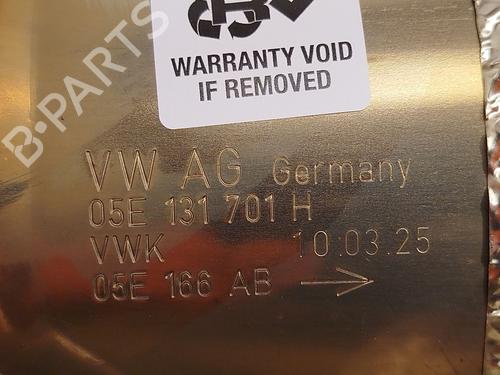 WARRANTY VOID
IF REMOVED
B-PARTS
VW AG Germany
05E 131 701 H
VWK 10.03.25
05E 166 AB →